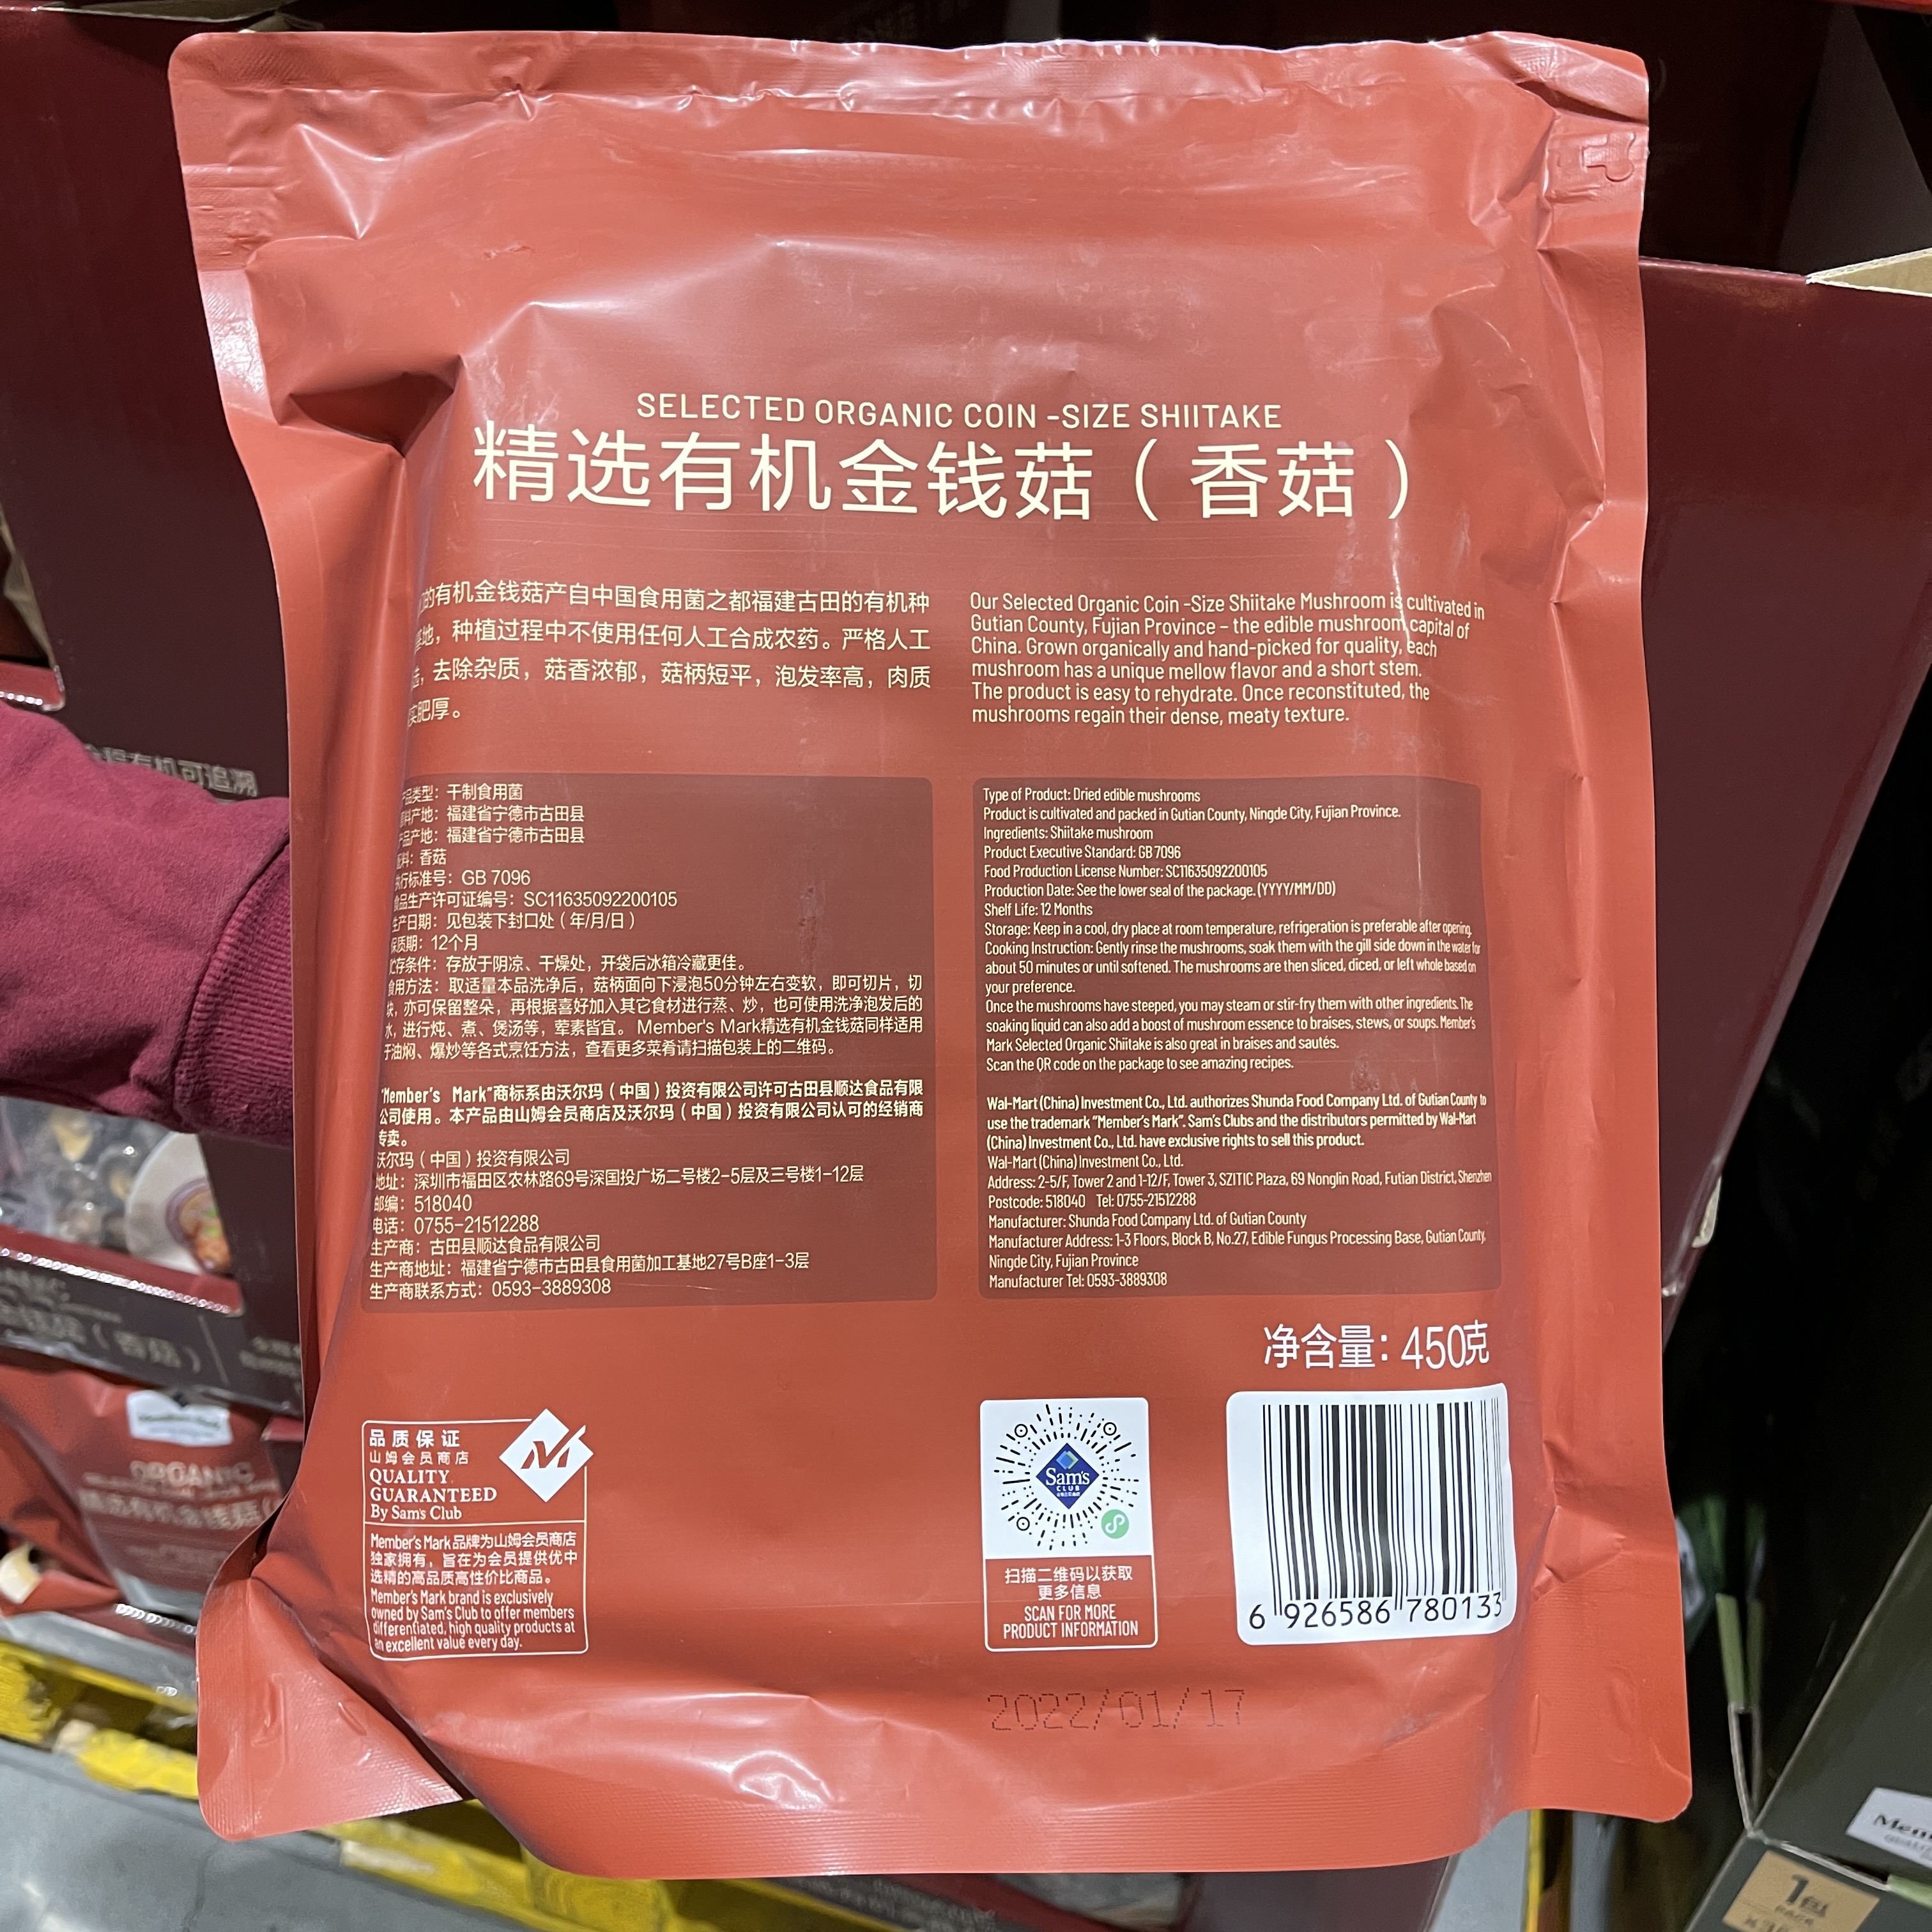 SELECTED ORGANIC COIN -SIZE SHIITAKE
精选有机金钱菇（香菇）
的有机金钱菇产自中国食用菌之都福建古田的有机种
地，种植过程中不使用任何人工合成农药。严格人工
，去除杂质，菇香浓郁，菇柄短平，泡发率高，肉质
实肥厚。
Our Selected Organic Coin -Size Shiitake Mushroom is cultivated in
Gutian County, Fujian Province – the edible mushroom capital of
China. Grown organically and hand-picked for quality, each
mushroom has a unique mellow flavor and a short stem.
The product is easy to rehydrate. Once reconstituted, the
mushrooms regain their dense, meaty texture.
产品类型：干制食用菌
料产地：福建省宁德市古田县
产品产地：福建省宁德市古田县
配料：香菇
执行标准号：GB 7096
食品生产许可证编号：SC11635092200105
生产日期：见包装下封口处（年/月/日）
保质期：12个月
贮存条件：存放于阴凉、干燥处，开袋后冰箱冷藏更佳。
食用方法：取适量本品洗净后，菇柄面向下浸泡50分钟左右变软，即可切片，切
块，亦可保留整朵，再根据喜好加入其它食材进行蒸、炒，也可使用洗净泡发后的
水，进行炖、煮、煲汤等，荤素皆宜。Member's Mark精选有机金钱菇同样适用
于油焖、爆炒等各式烹饪方法，查看更多菜肴请扫描包装上的二维码。
"Member's Mark"商标系由沃尔玛（中国）投资有限公司许可古田县顺达食品有限
公司使用。本产品由山姆会员商店及沃尔玛（中国）投资有限公司认可的经销商
专卖。
沃尔玛（中国）投资有限公司
地址：深圳市福田区农林路69号深国投广场二号楼2-5层及三号楼1-12层
邮编：518040
电话：0755-21512288
生产商：古田县顺达食品有限公司
生产商地址：福建省宁德市古田县食用菌加工基地27号B座1-3层
生产商联系方式：0593-3889308
Type of Product: Dried edible mushrooms
Product is cultivated and packed in Gutian County, Ningde City, Fujian Province.
Ingredients: Shiitake mushroom
Product Executive Standard: GB 7096
Food Production License Number: SC11635092200105
Production Date: See the lower seal of the package. (YYYY/MM/DD)
Shelf Life: 12 Months
Storage: Keep in a cool, dry place at room temperature, refrigeration is preferable after opening.
Cooking Instruction: Gently rinse the mushrooms, soak them with the gill side down in the water for
about 50 minutes or until softened. The mushrooms are then sliced, diced, or left whole based on
your preference.
Once the mushrooms have steeped, you may steam or stir-fry them with other ingredients. The
soaking liquid can also add a boost of mushroom essence to braises, stews, or soups. Member's
Mark Selected Organic Shiitake is also great in braises and sautés.
Scan the QR code on the package to see amazing recipes.
Wal-Mart (China) Investment Co., Ltd. authorizes Shunda Food Company Ltd. of Gutian County to
use the trademark "Member's Mark". Sam's Clubs and the distributors permitted by Wal-Mart
(China) Investment Co., Ltd. have exclusive rights to sell this product.
Wal-Mart (China) Investment Co., Ltd.
Address: 2-5/F, Tower 2 and 1-12/F, Tower 3, SZITIC Plaza, 69 Nonglin Road, Futian District, Shenzhen
Postcode: 518040 Tel: 0755-21512288
Manufacturer: Shunda Food Company Ltd. of Gutian County
Manufacturer Address: 1-3 Floors, Block B, No.27, Edible Fungus Processing Base, Gutian County,
Ningde City, Fujian Province
Manufacturer Tel: 0593-3889308
净含量：450克
品质保证
山姆会员商店
QUALITY
GUARANTEED
By Sam's Club
Member's Mark品牌为山姆会员商店
独家拥有，旨在为会员提供优中
选精的高品质高性价比商品。
Member's Mark brand is exclusively
owned by Sam's Club to offer members
differentiated, high quality products at
an excellent value every day.
Sam's
CLUB
扫描二维码以获取
更多信息
SCAN FOR MORE
PRODUCT INFORMATION
6 926586 780133
2022/01/17
有机可追溯
ORGANIC
1包